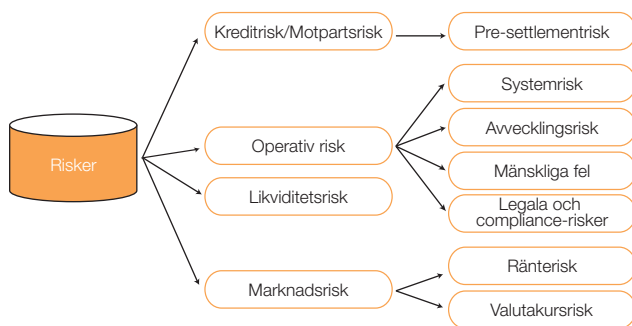 Risker
Kreditrisk/Motpartsrisk
Pre-settlementrisk
Operativ risk
Systemrisk
Avvecklingsrisk
Mänskliga fel
Legala och
compliance-risker
Likviditetsrisk
Marknadsrisk
Ränterisk
Valutakursrisk